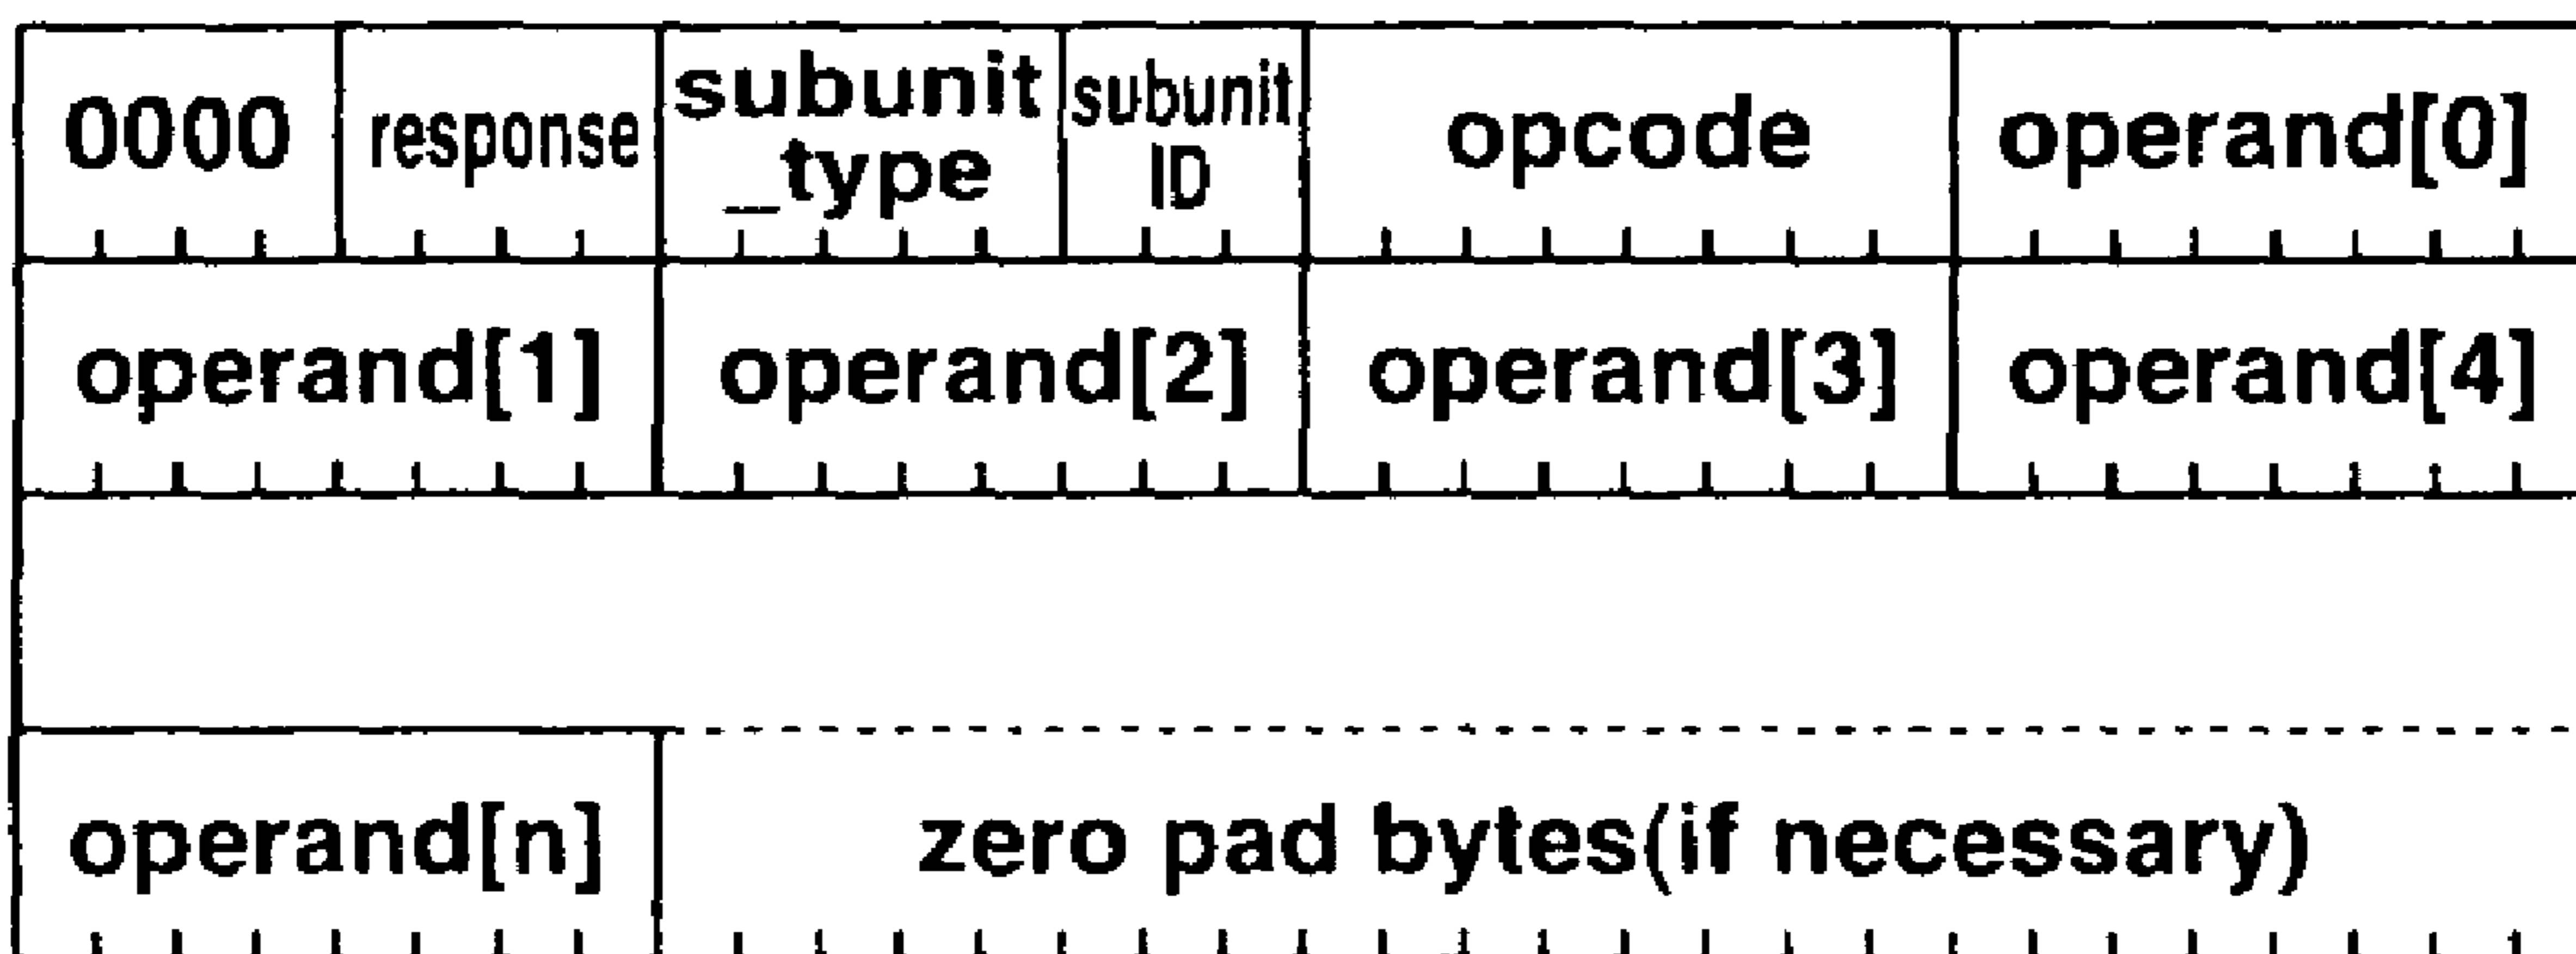 0000 response subunit _type subunit ID opcode operand[0]
operand[1] operand[2] operand[3] operand[4]
operand[n] zero pad bytes(if necessary)